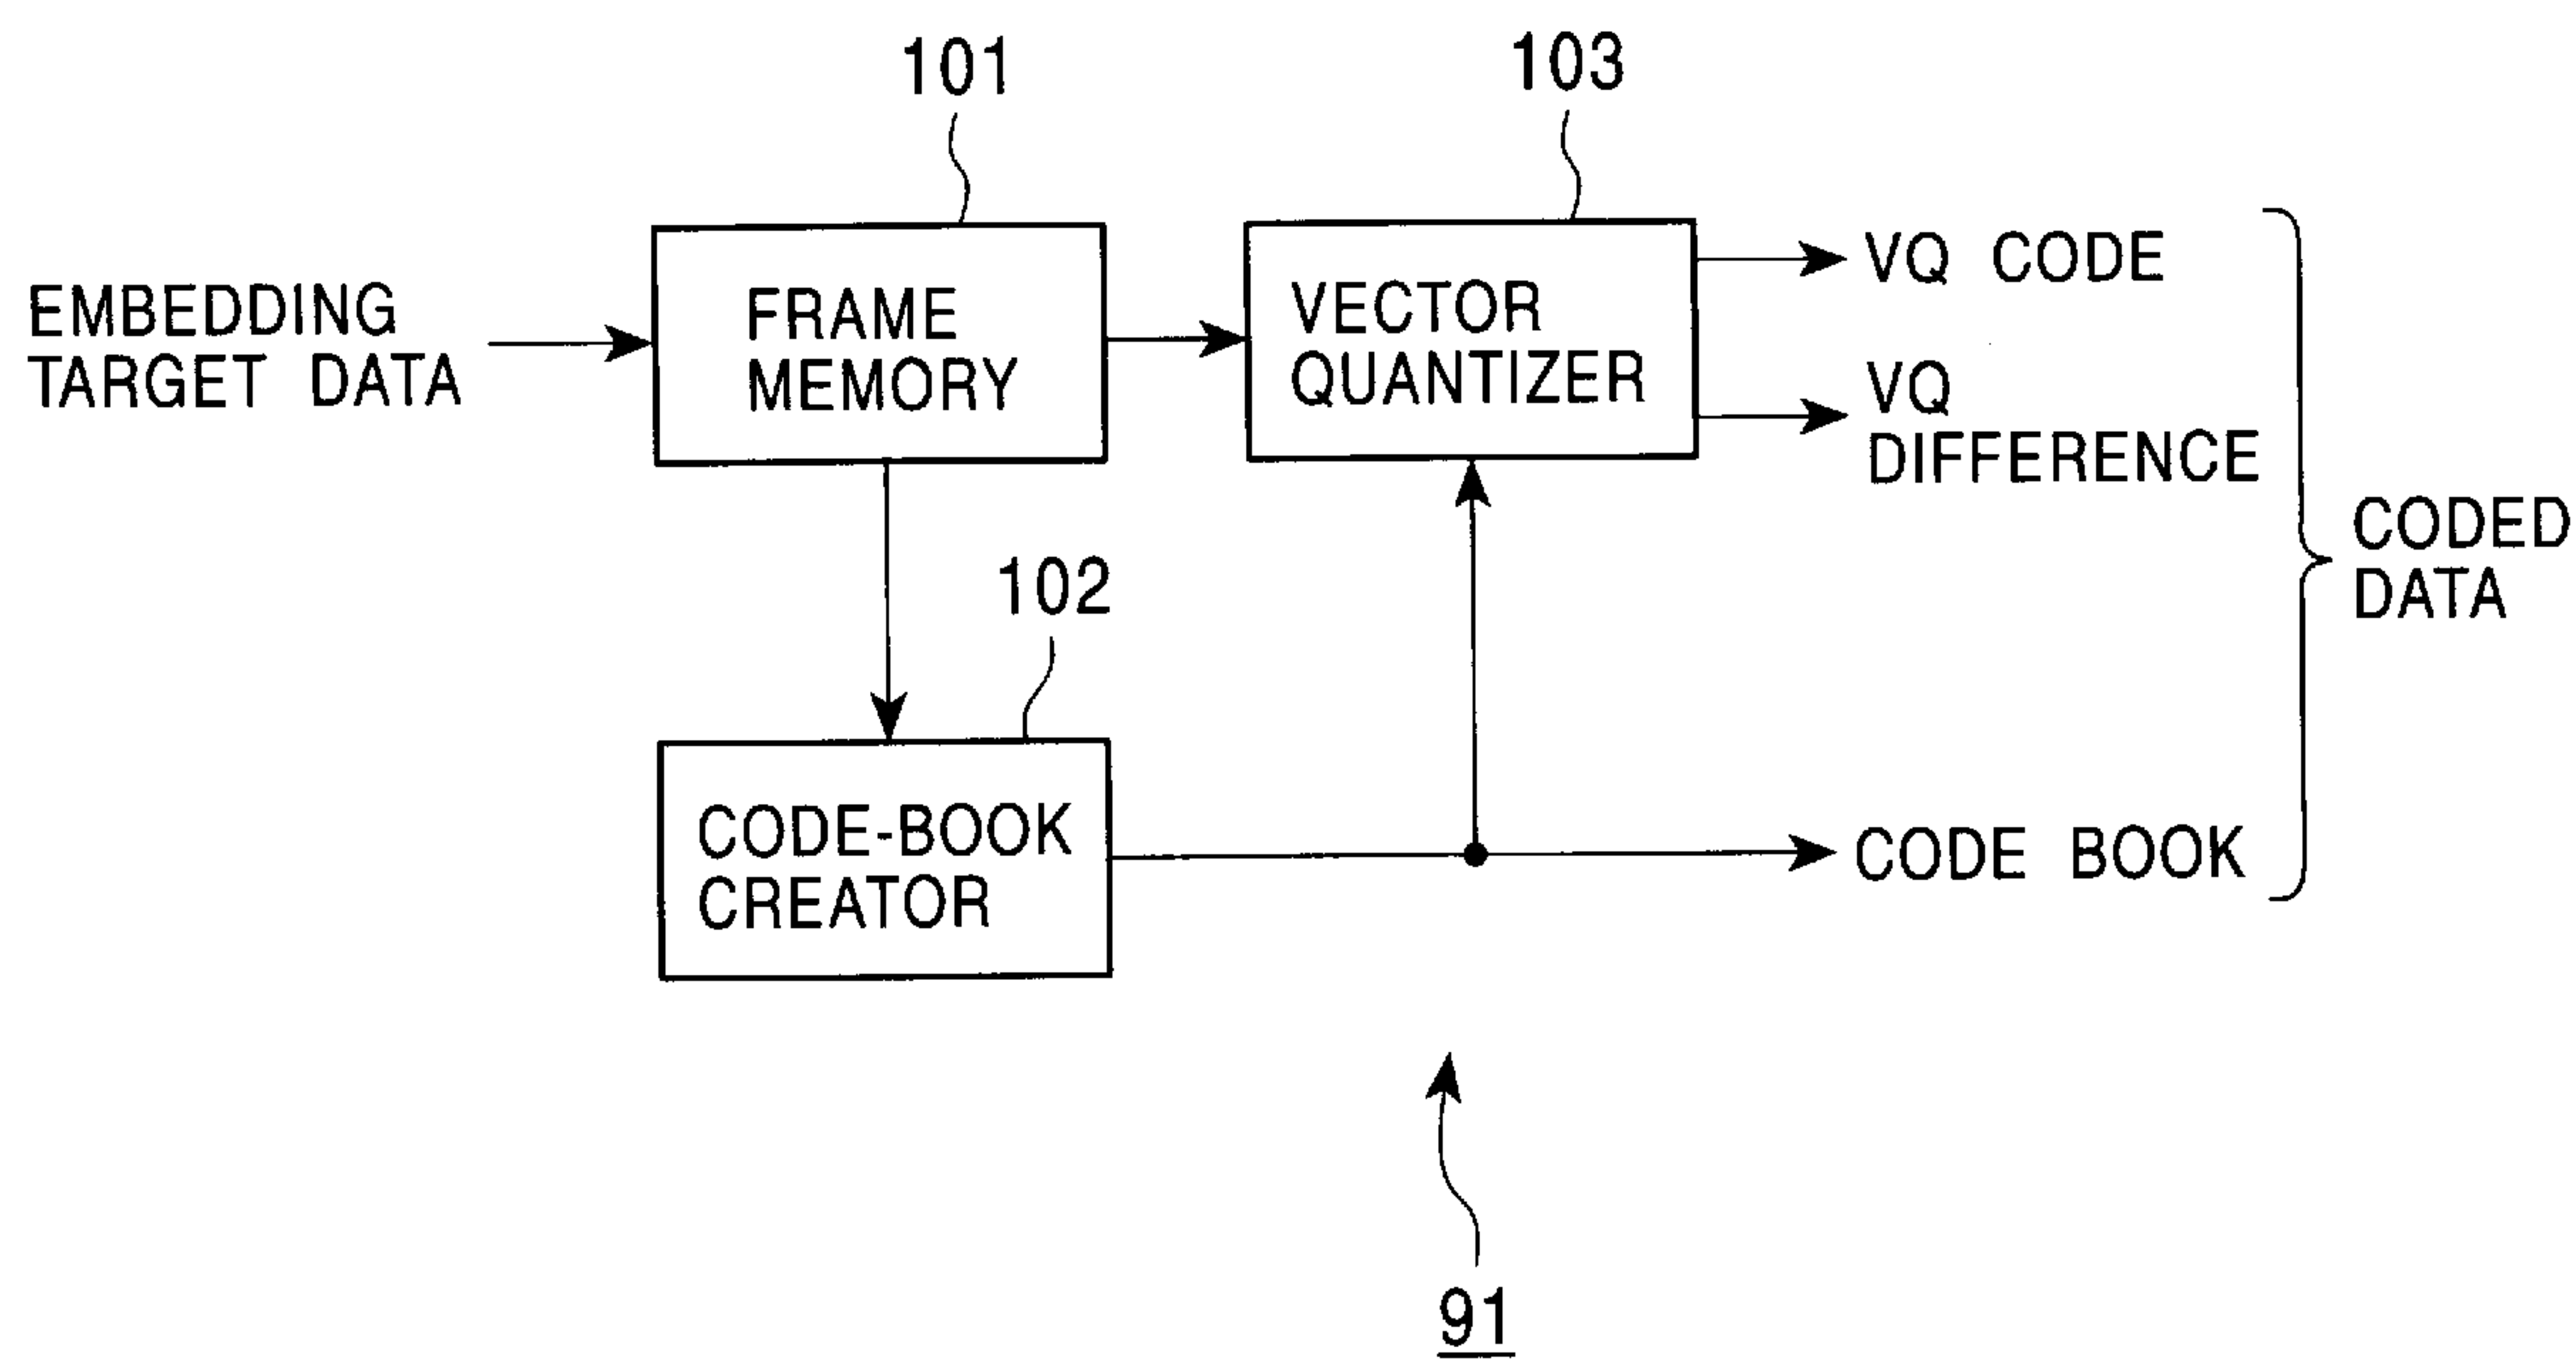 101
103
EMBEDDING
TARGET DATA
FRAME
MEMORY
VECTOR
QUANTIZER
VQ CODE
VQ
DIFFERENCE
CODED
DATA
102
CODE-BOOK
CREATOR
CODE BOOK
91